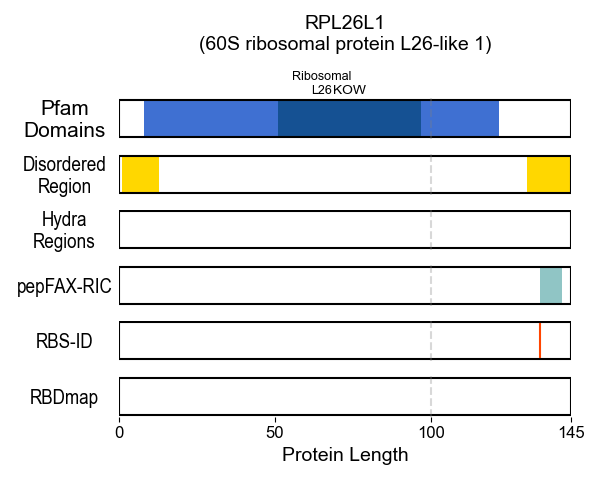 RPL26L1
(60S ribosomal protein L26-like 1)
Ribosomal
L26 KOW
Pfam
Domains
Disordered
Region
Hydra
Regions
pepFAX-RIC
RBS-ID
RBDmap
0 50 100 145
Protein Length